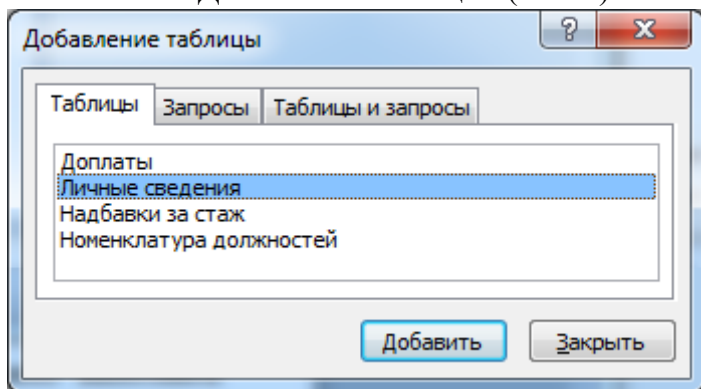 Добавление таблицы
Таблицы Запросы Таблицы и запросы
Доплаты
Личные сведения
Надбавки за стаж
Номенклатура должностей
Добавить Закрыть